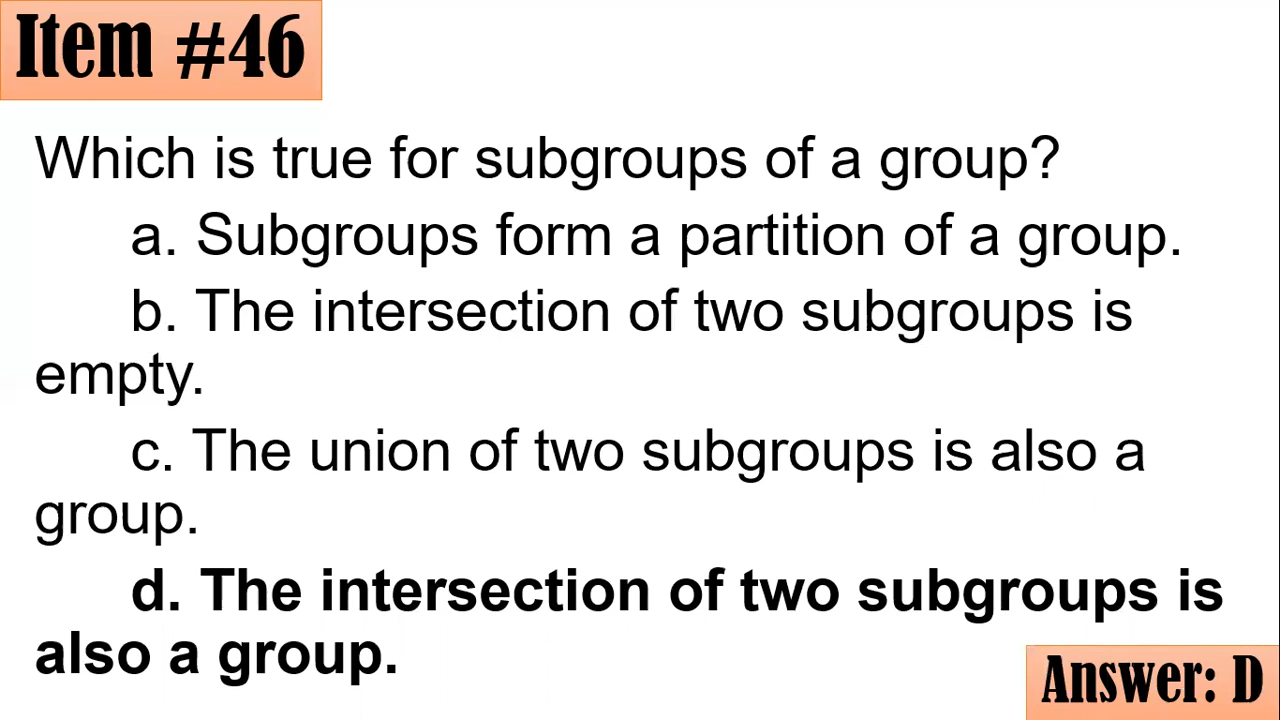 Item #46
Which is true for subgroups of a group?
a. Subgroups form a partition of a group.
b. The intersection of two subgroups is
empty.
c. The union of two subgroups is also a
group.
d. The intersection of two subgroups is
also a group.
Answer: D